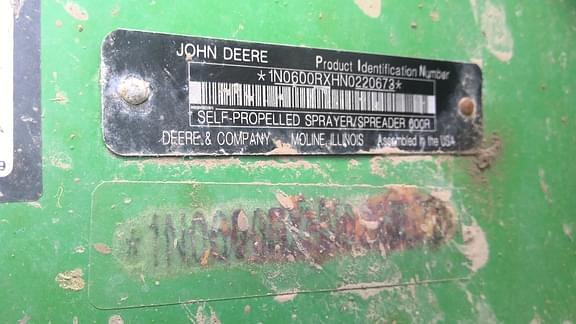 JOHN DEERE Product Identification Number
*1N0600RXHN0220673*
SELF-PROPELLED SPRAYER/SPREADER 600R
DEERE & COMPANY MOLINE, ILLINOIS Assembled in the USA